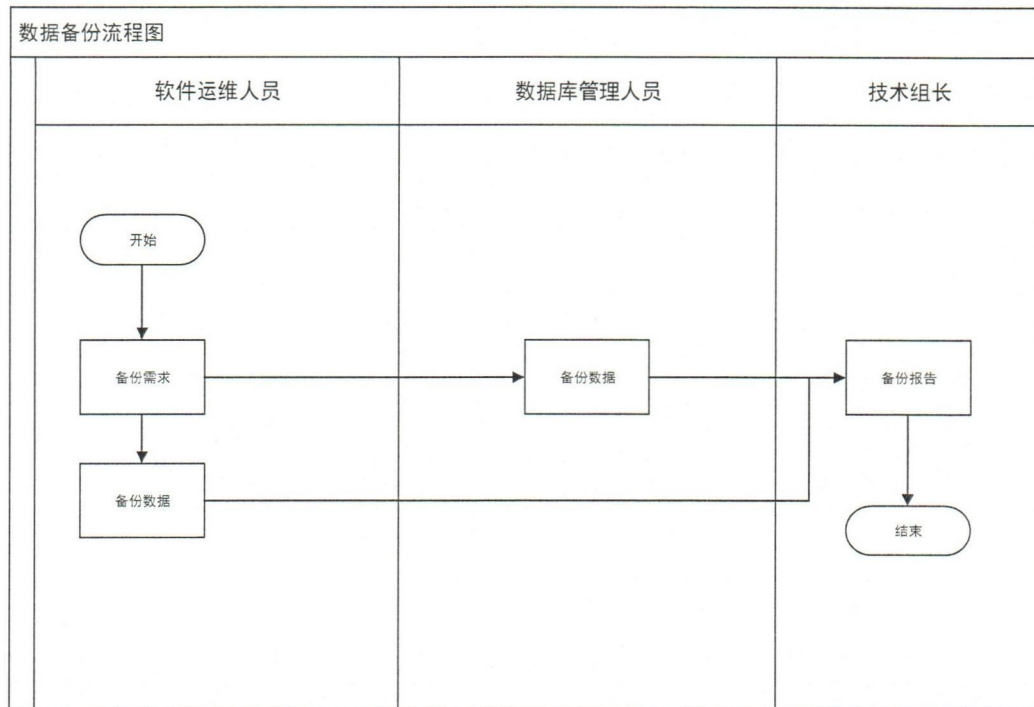 数据备份流程图
软件运维人员
数据库管理人员
技术组长
开始
备份需求
备份数据
备份报告
备份数据
结束